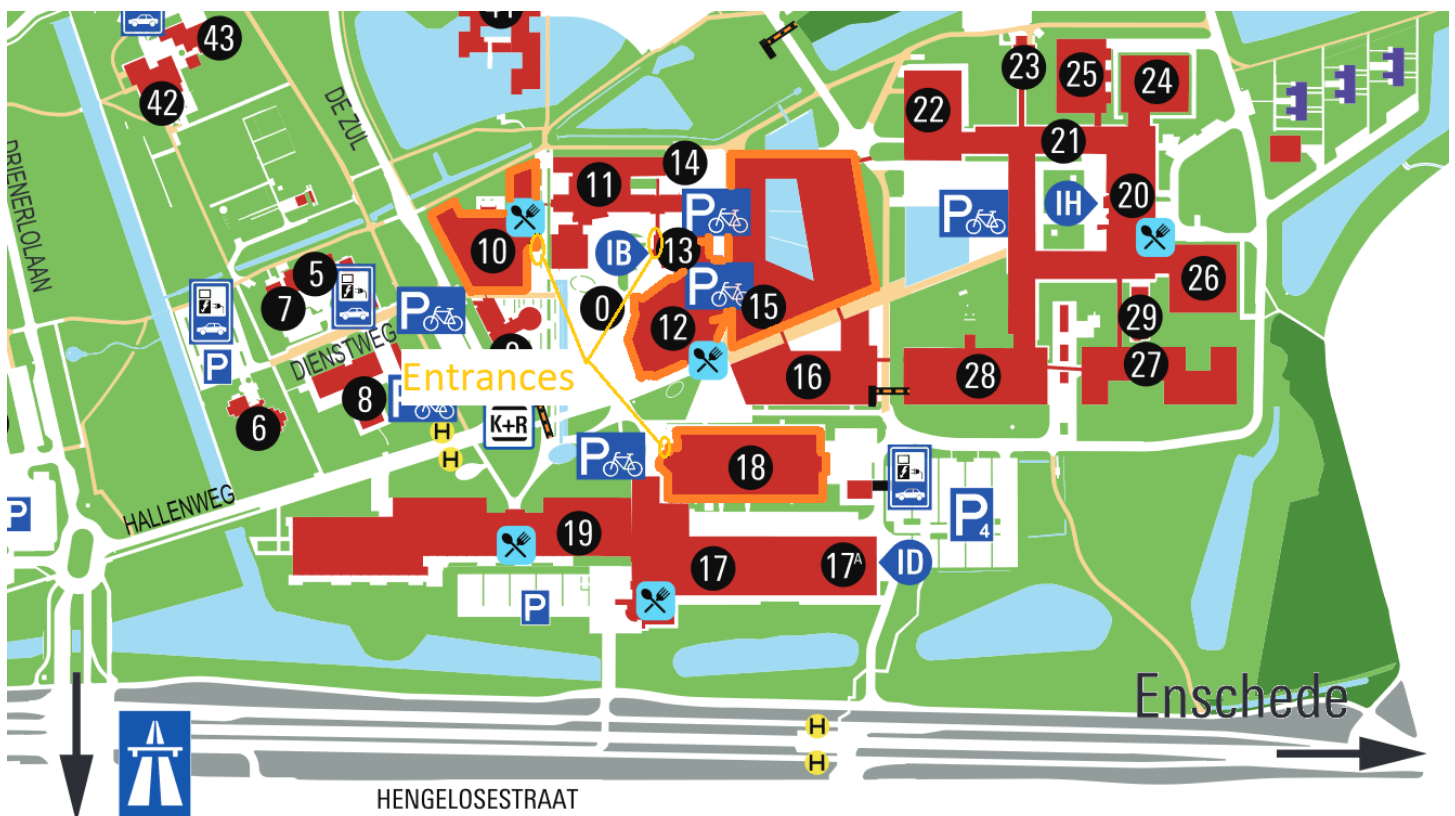 43
42
DE ZUL
DRIENERLOLAAN
23
25
24
22
21
14
11
P
IH
20
10
IB
13
P
P
5
7
0
12
15
26
29
P
DIENSTWEG
P
Entrances
16
28
27
8
P
6
H
H
K+R
P
18
HALLENWEG
P
19
P
4
17
17A
ID
P
Enschede
H
H
HENGELOSESTRAAT